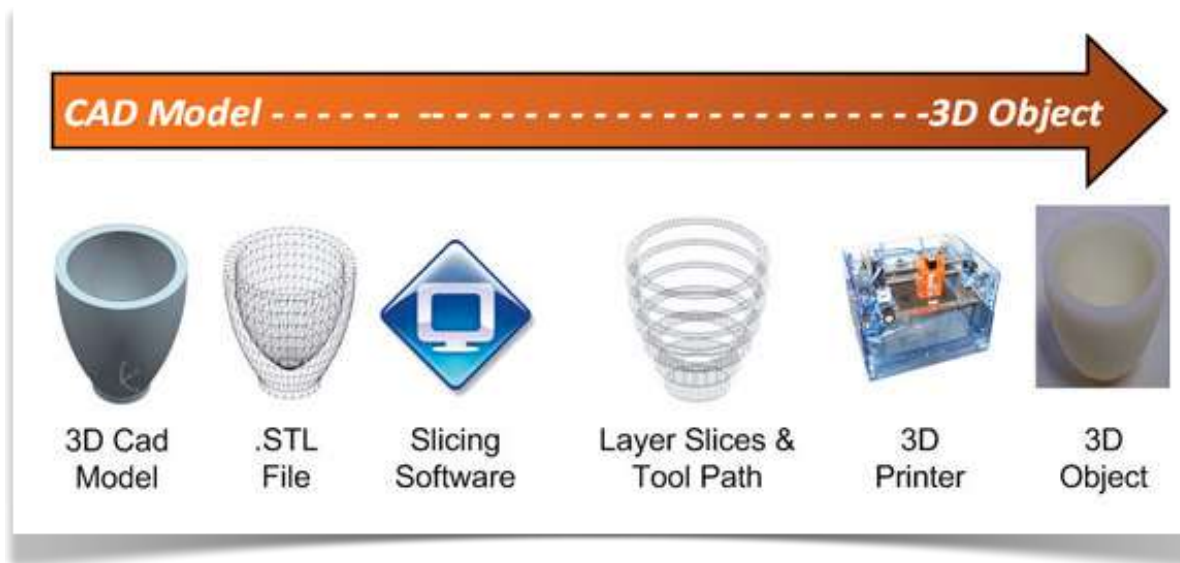 CAD Model - - - - - - -- - - - - - - - - - - - - - - - - - - - - - -3D Object
3D Cad Model
.STL File
Slicing Software
Layer Slices & Tool Path
3D Printer
3D Object